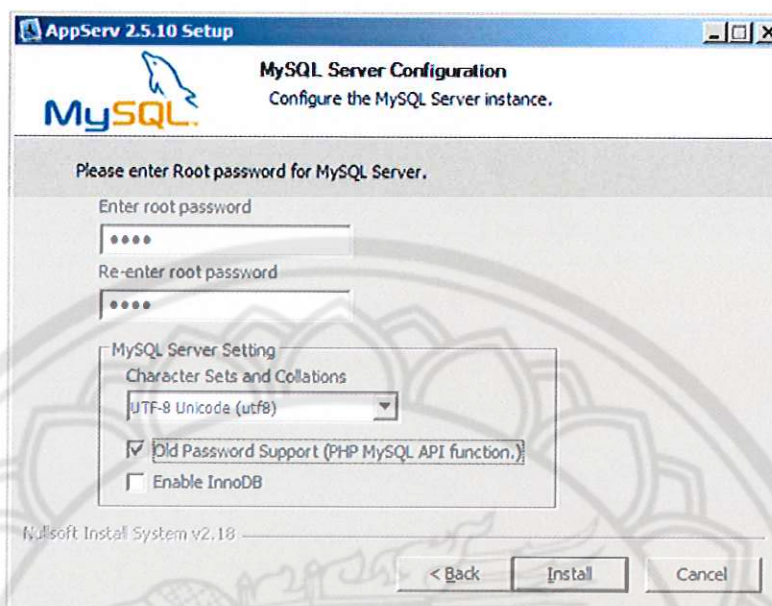 AppServ 2.5.10 Setup
MySQL Server Configuration
Configure the MySQL Server instance.
MySQL.
Please enter Root password for MySQL Server.
Enter root password
••••
Re-enter root password
••••
MySQL Server Setting
Character Sets and Collations
UTF-8 Unicode (utf8)
Old Password Support (PHP MySQL API function.)
Enable InnoDB
Nullsoft Install System v2.18
< Back Install Cancel